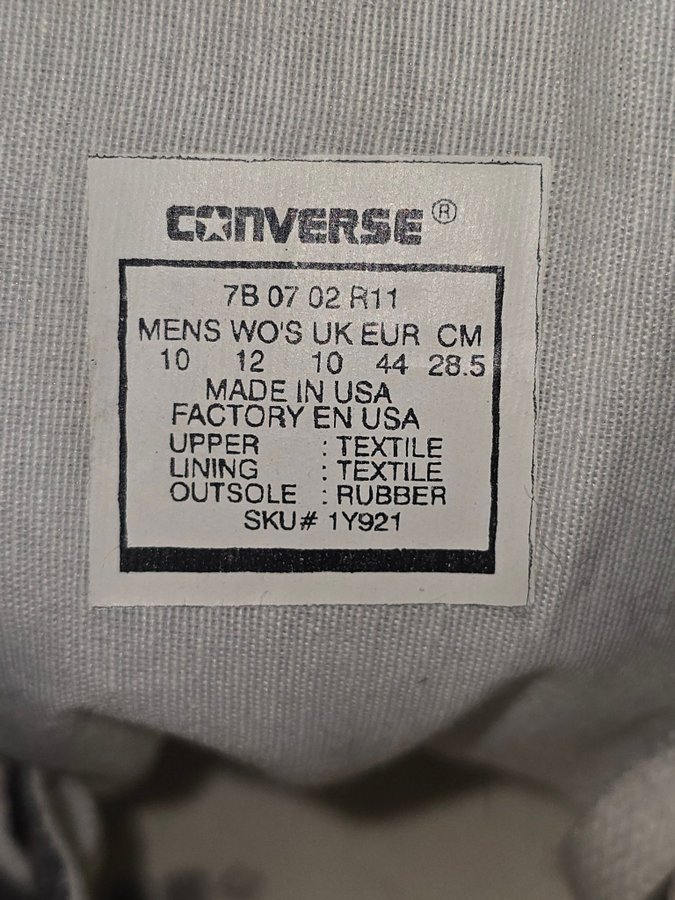 CONVERSE®
7B 07 02 R11
MENS WO'S UK EUR CM
10 12 10 44 28.5
MADE IN USA
FACTORY EN USA
UPPER : TEXTILE
LINING : TEXTILE
OUTSOLE : RUBBER
SKU# 1Y921